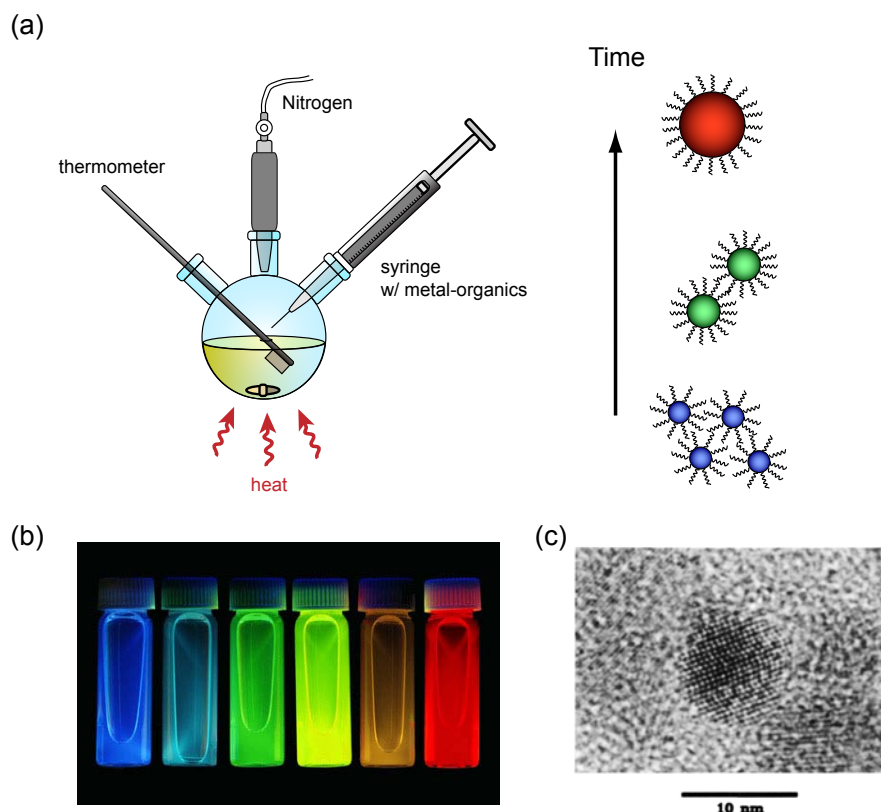 (a)
Time
Nitrogen
thermometer
syringe
w/ metal-organics
heat
(b)
(c)
10 nm